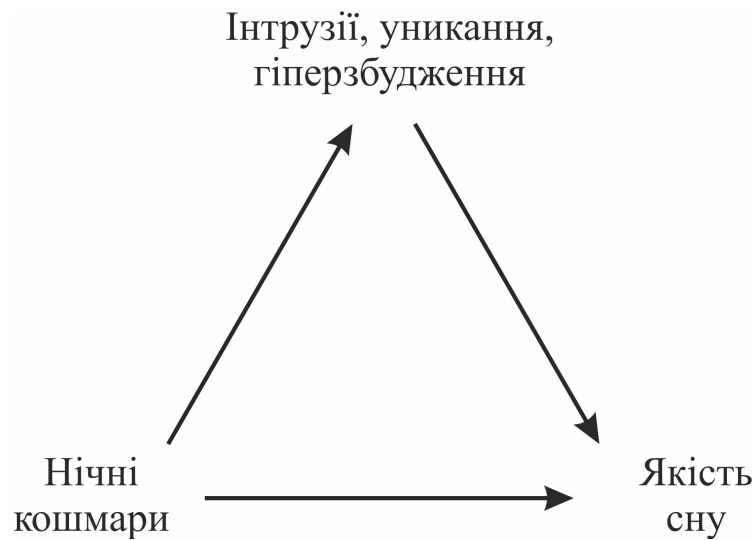 Інтрузії, уникання,
гіперзбудження
Нічні
кошмари
Якість
сну